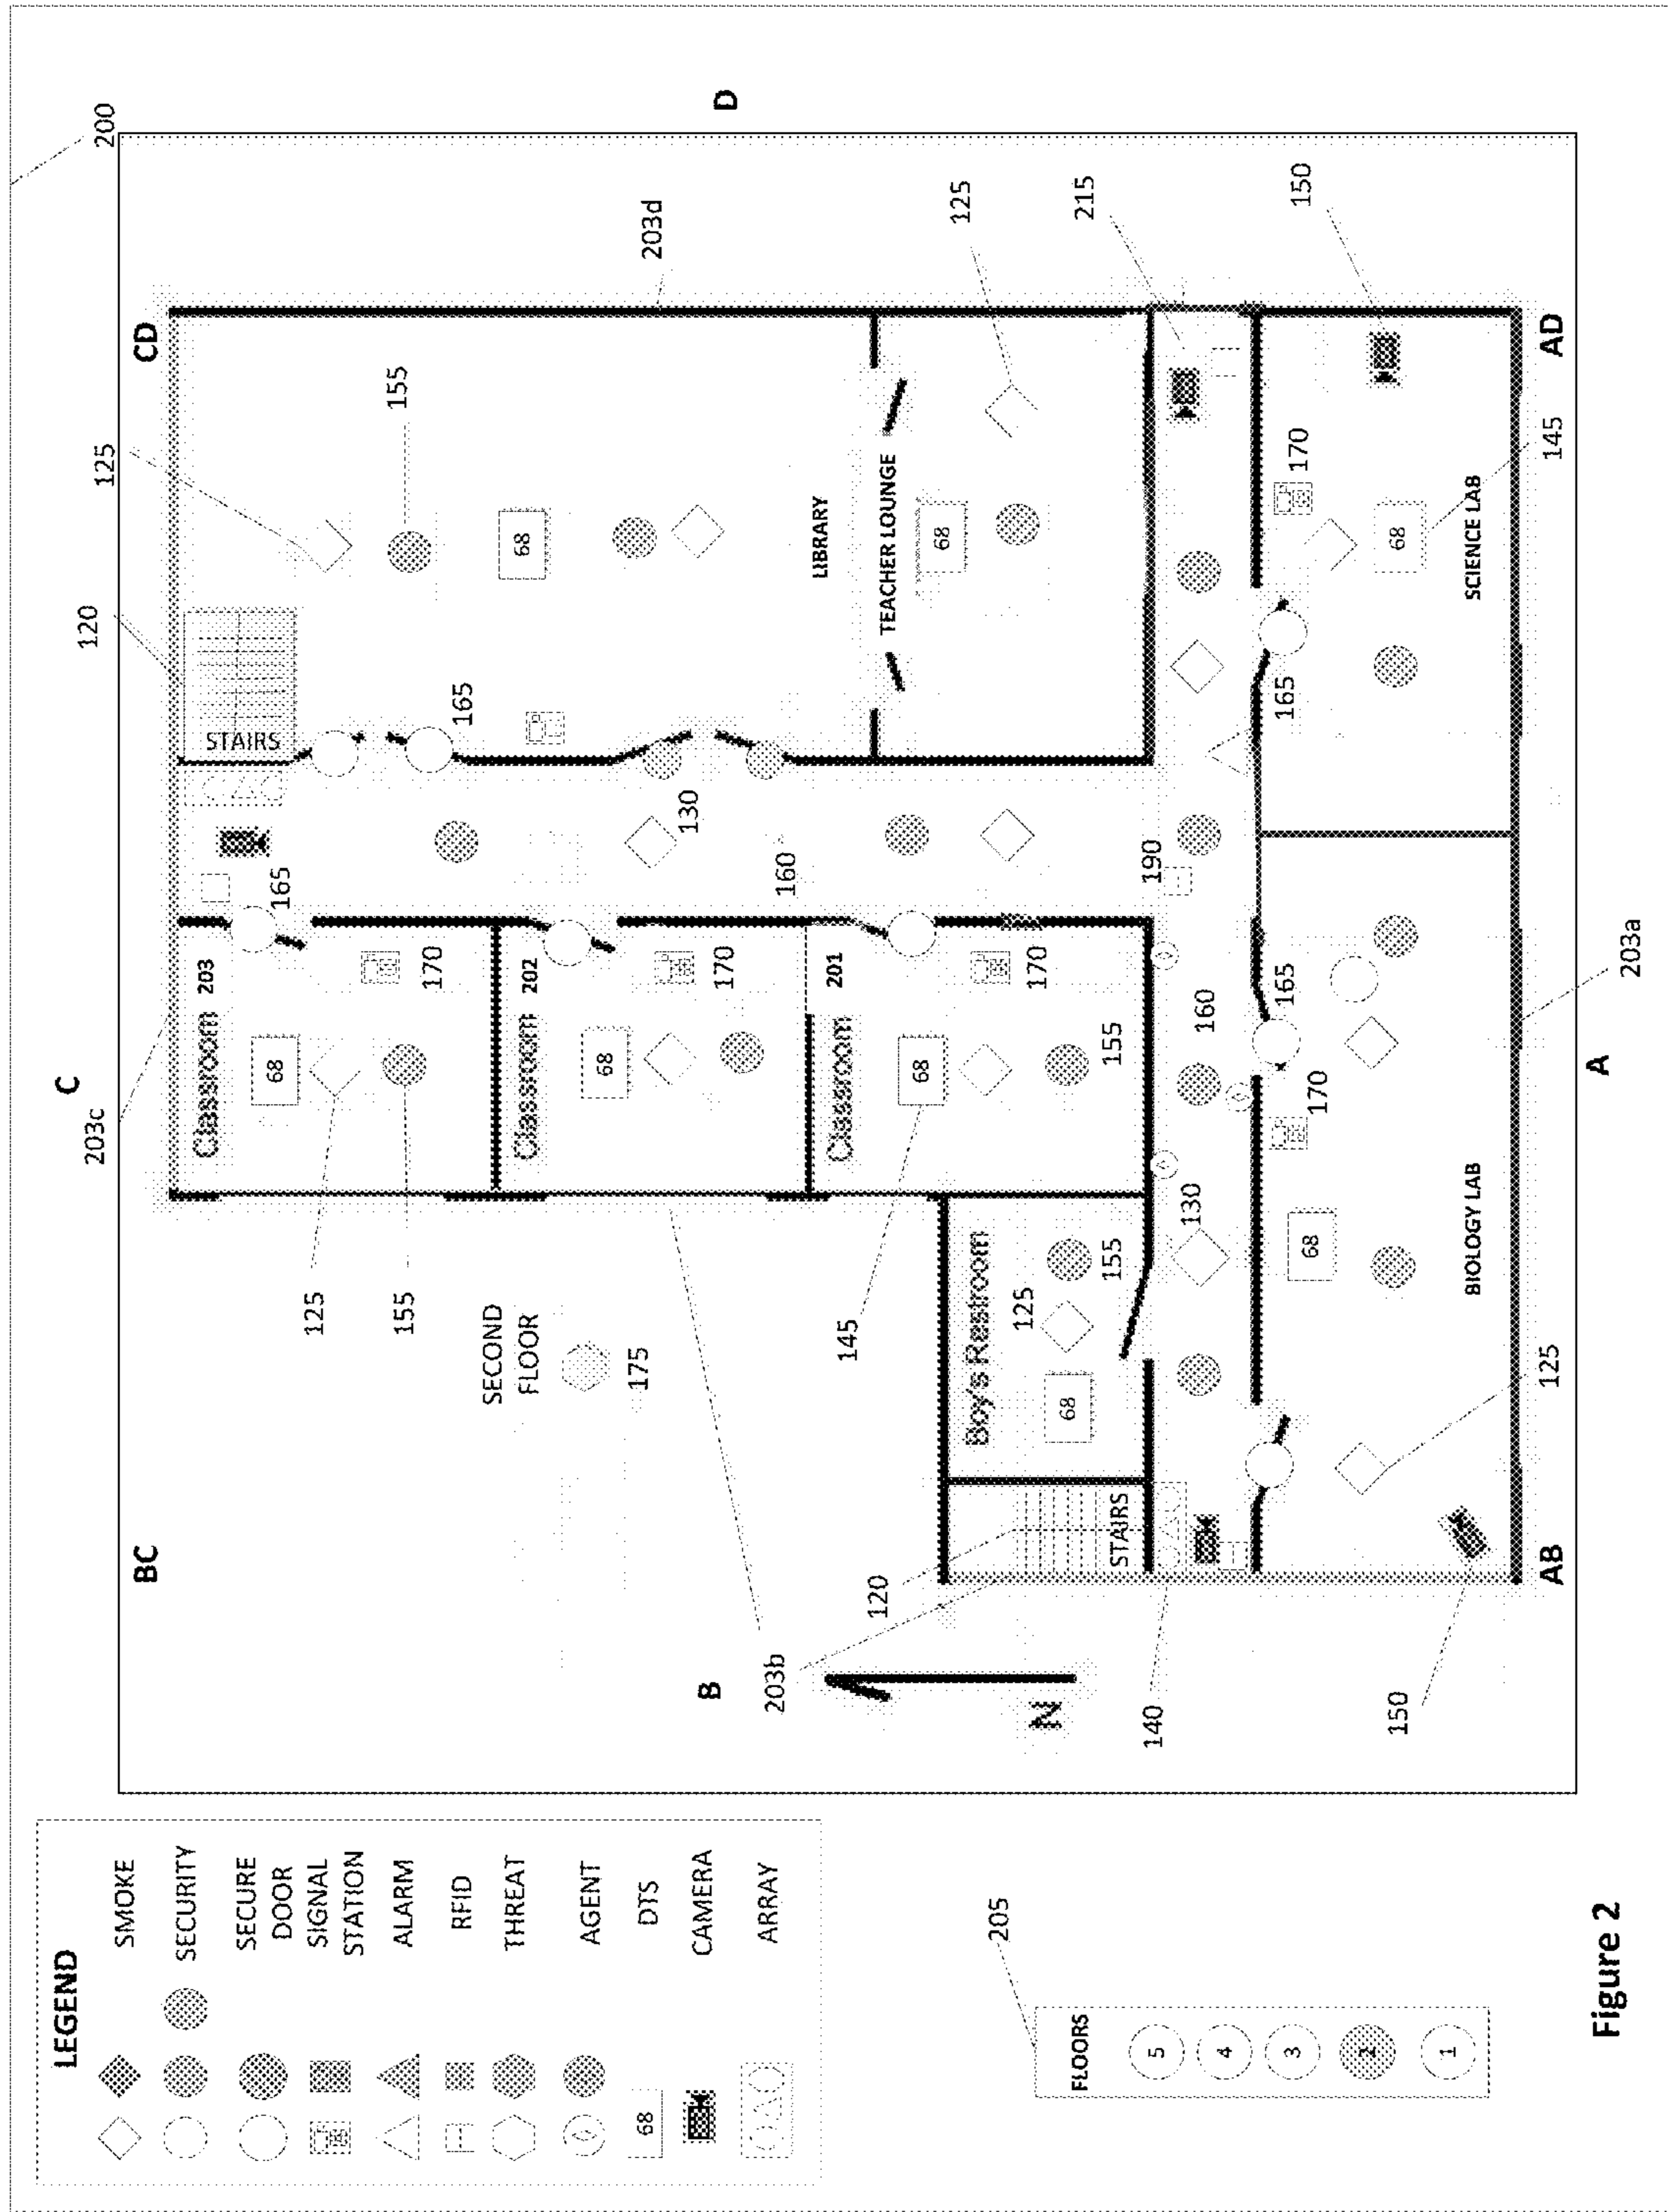 LEGEND
SMOKE
SECURITY
SECURE
DOOR
SIGNAL
STATION
ALARM
RFID
THREAT
AGENT
68
DTS
CAMERA
ARRAY
205
FLOORS
5
4
3
2
1
200
203c
C
120
125
BC
CD
203
Classroom
165
STAIRS
155
68
170
165
125
155
68
SECOND
FLOOR
175
202
Classroom
68
170
130
203d
D
B
203b
160
201
Classroom
145
68
170
155
LIBRARY
TEACHER LOUNGE
68
125
120
Boy's Restroom
68
125
155
STAIRS
N
140
130
160
190
215
165
170
165
170
68
68
150
150
BIOLOGY LAB
SCIENCE LAB
125
145
AB
A
203a
AD
Figure 2